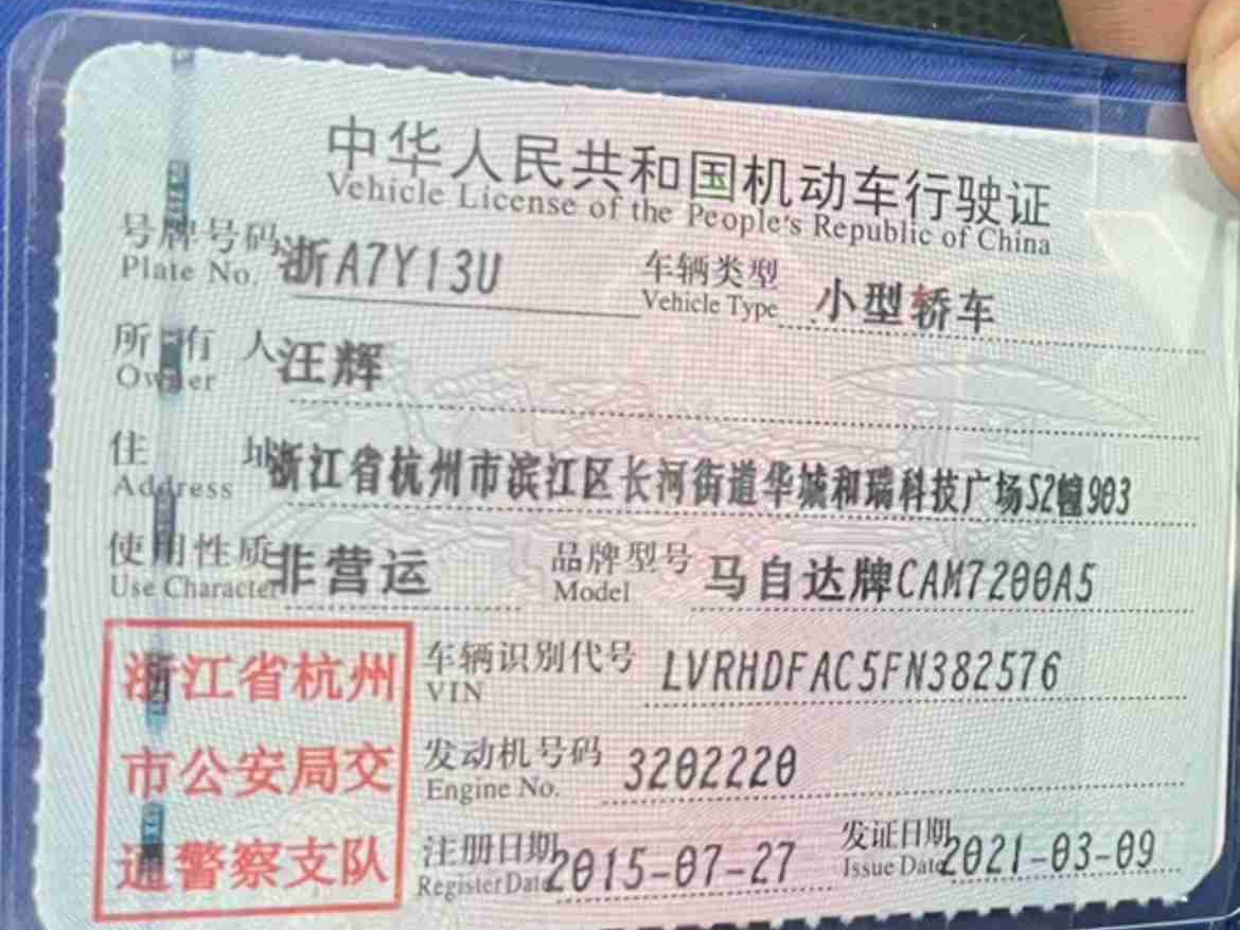 中华人民共和国机动车行驶证
Vehicle License of the People's Republic of China
号牌号码 浙A7Y13U 车辆类型 小型轿车
Plate No. Vehicle Type
所有人 汪辉
Owner
住址 浙江省杭州市滨江区长河街道华城和瑞科技广场S2幢903
Address
使用性质 非营运 品牌型号 马自达牌CAM7200A5
Use Character Model
浙江省杭州
市公安局交
通警察支队
车辆识别代号 LVRHDFAC5FN382576
VIN
发动机号码 3202220
Engine No.
注册日期 2015-07-27 发证日期 2021-03-09
Register Date Issue Date